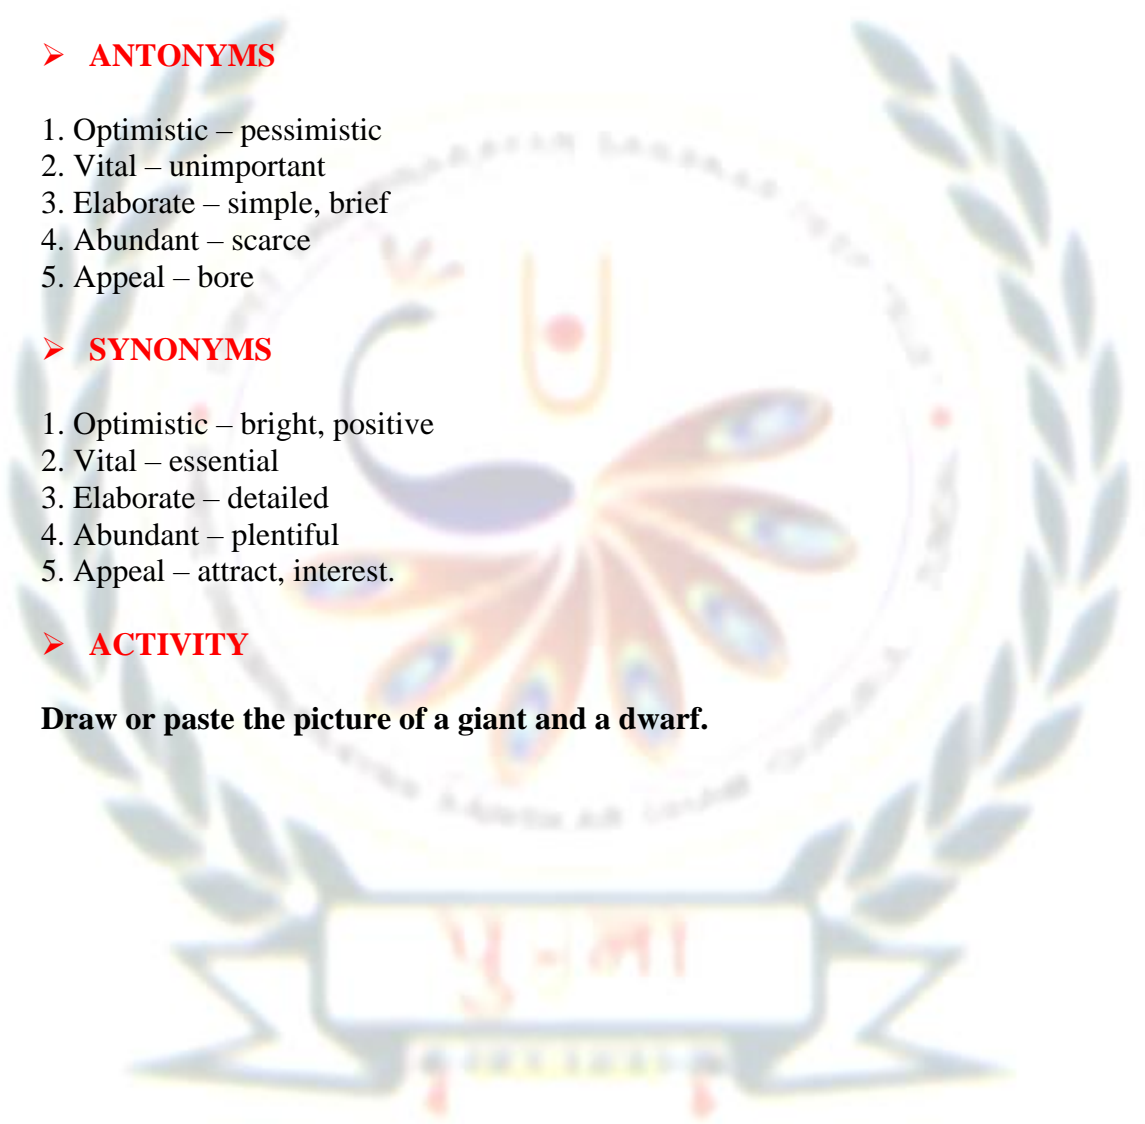 ➢ ANTONYMS
1. Optimistic – pessimistic
2. Vital – unimportant
3. Elaborate – simple, brief
4. Abundant – scarce
5. Appeal – bore
➢ SYNONYMS
1. Optimistic – bright, positive
2. Vital – essential
3. Elaborate – detailed
4. Abundant – plentiful
5. Appeal – attract, interest.
➢ ACTIVITY
Draw or paste the picture of a giant and a dwarf.